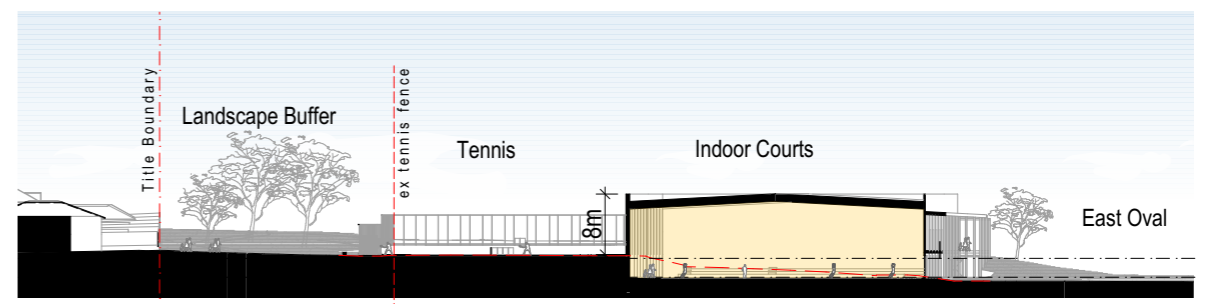 Title Boundary
Landscape Buffer
ex tennis fence
Tennis
8m
Indoor Courts
East Oval